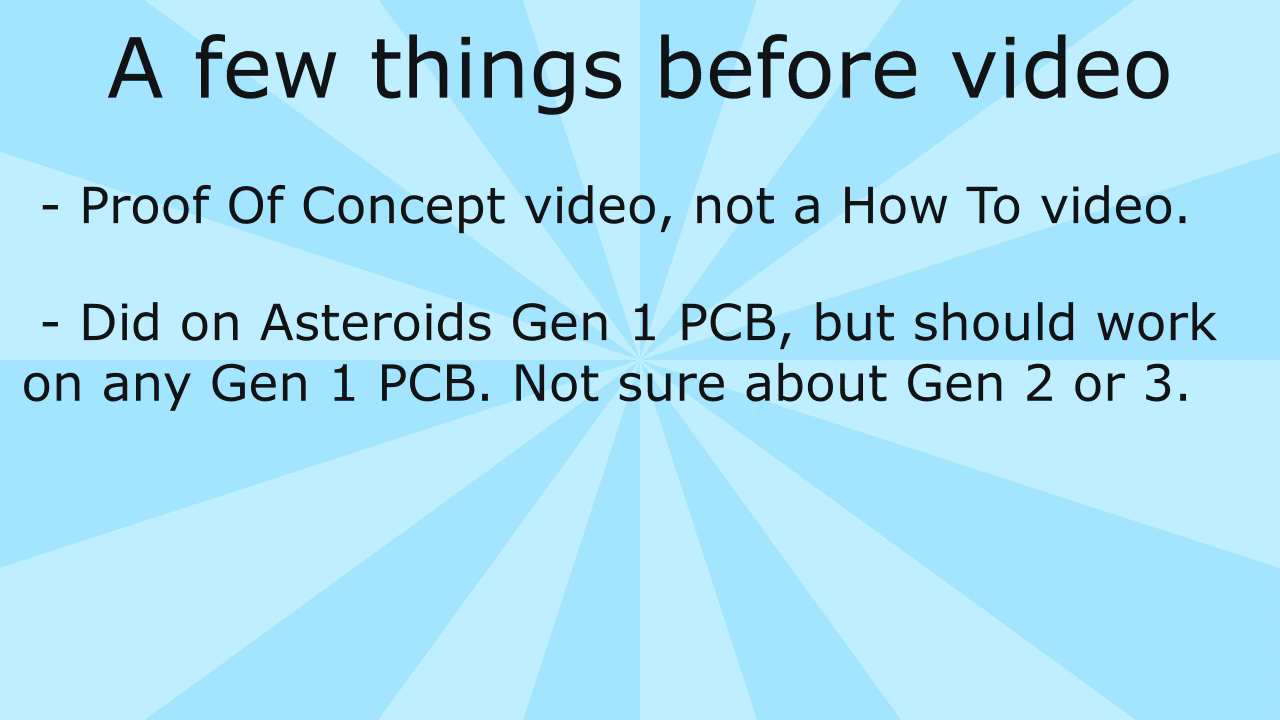 A few things before video
- Proof Of Concept video, not a How To video.
- Did on Asteroids Gen 1 PCB, but should work
on any Gen 1 PCB. Not sure about Gen 2 or 3.